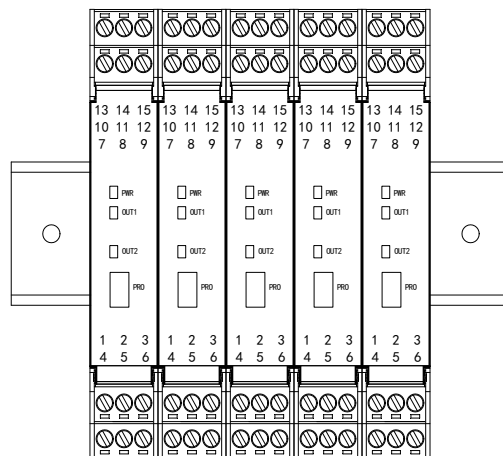 13 14 15 13 14 15 13 14 15 13 14 15 13 14 15
10 11 12 10 11 12 10 11 12 10 11 12 10 11 12
7 8 9 7 8 9 7 8 9 7 8 9 7 8 9
PWR PWR PWR PWR PWR
OUT1 OUT1 OUT1 OUT1 OUT1
OUT2 OUT2 OUT2 OUT2 OUT2
PRO PRO PRO PRO PRO
1 2 3 1 2 3 1 2 3 1 2 3 1 2 3
4 5 6 4 5 6 4 5 6 4 5 6 4 5 6